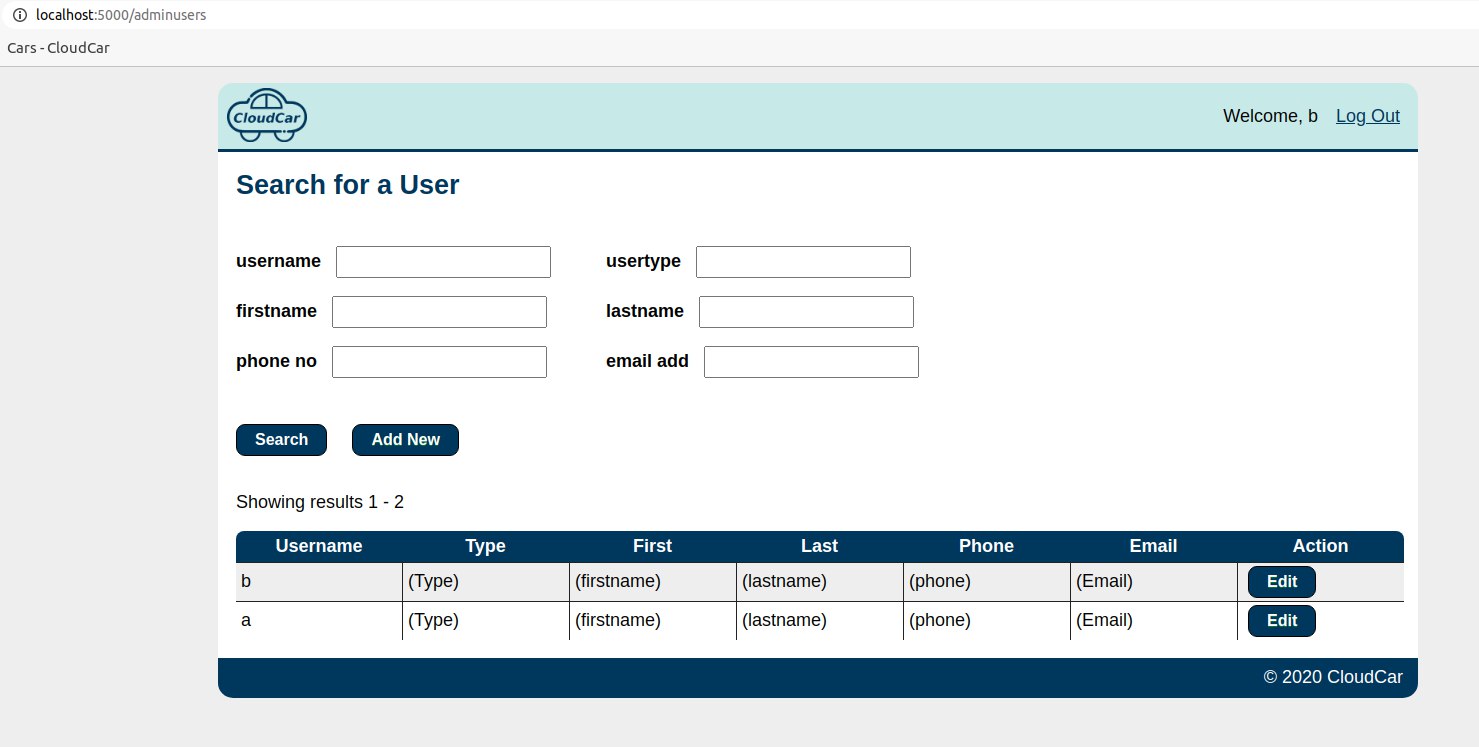 localhost:5000/adminusers
Cars - CloudCar
CloudCar
Welcome, b Log Out
Search for a User
username usertype
firstname lastname
phone no email add
Search Add New
Showing results 1 - 2
Username Type First Last Phone Email Action
b (Type) (firstname) (lastname) (phone) (Email) Edit
a (Type) (firstname) (lastname) (phone) (Email) Edit
© 2020 CloudCar